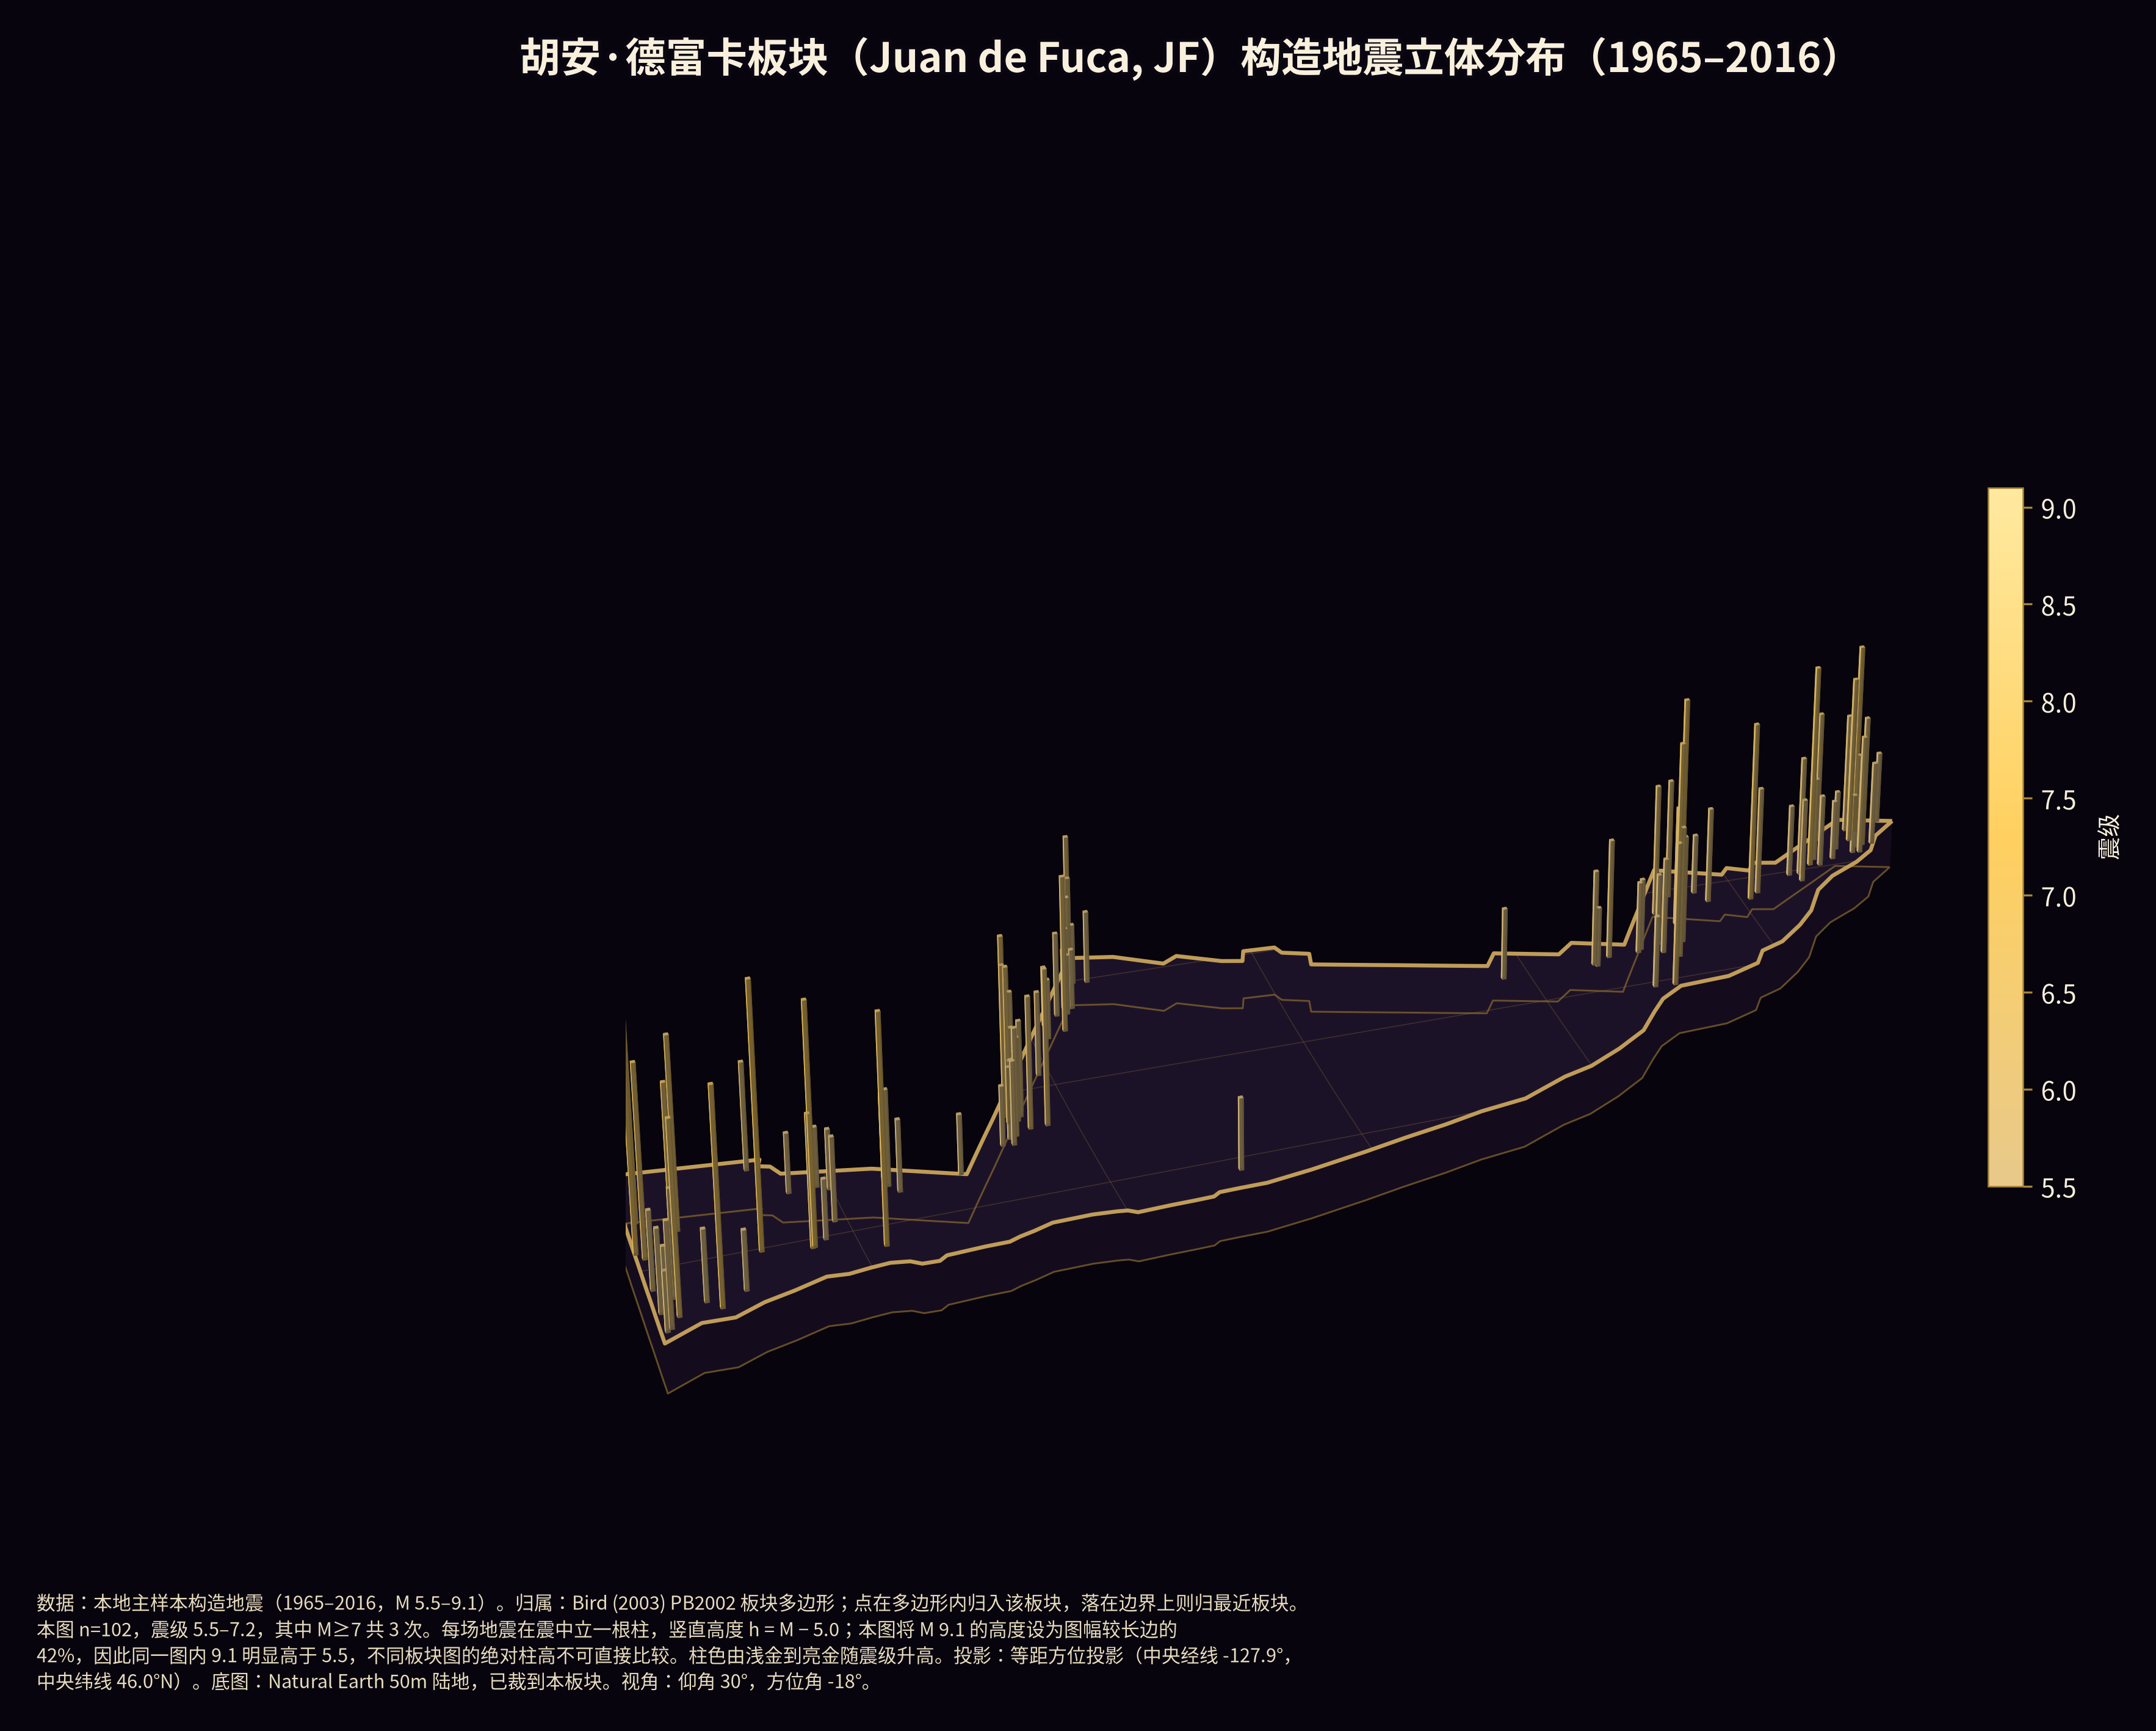 胡安·德富卡板块（Juan de Fuca, JF）构造地震立体分布（1965–2016）
9.0
8.5
8.0
7.5
7.0
6.5
6.0
5.5
震级
数据：本地主样本构造地震（1965–2016，M 5.5–9.1）。归属：Bird (2003) PB2002 板块多边形；点在多边形内归入该板块，落在边界上则归最近板块。
本图 n=102，震级 5.5–7.2，其中 M≥7 共 3 次。每场地震在震中立一根柱，竖直高度 h = M − 5.0；本图将 M 9.1 的高度设为图幅较长边的
42%，因此同一图内 9.1 明显高于 5.5，不同板块图的绝对柱高不可直接比较。柱色由浅金到亮金随震级升高。投影：等距方位投影（中央经线 -127.9°，
中央纬线 46.0°N）。底图：Natural Earth 50m 陆地，已裁到本板块。视角：仰角 30°，方位角 -18°。